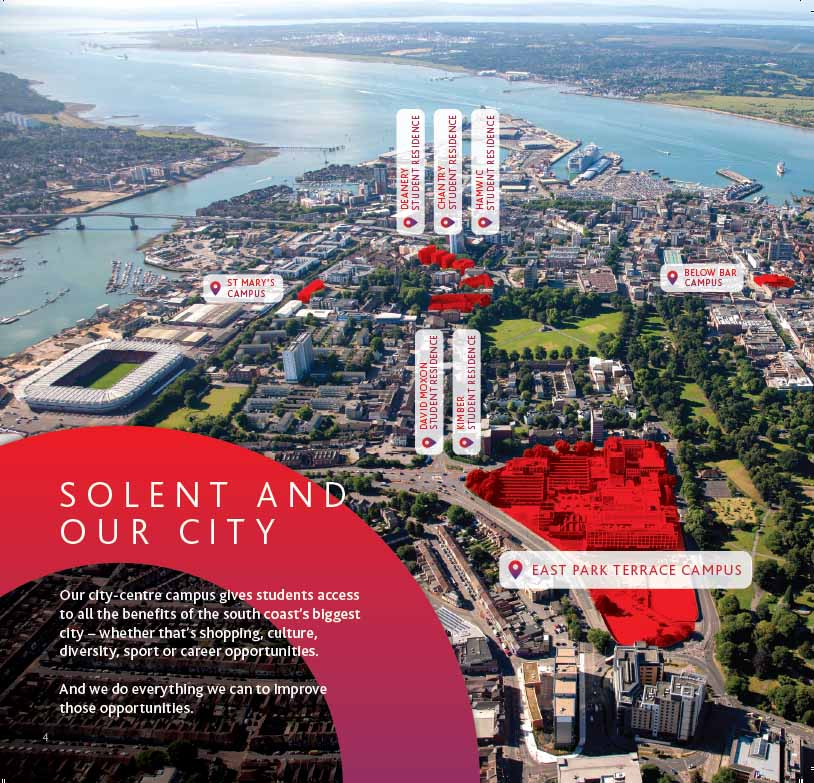 DEANERY
STUDENT RESIDENCE
CHANTRY
STUDENT RESIDENCE
HAMWIC
STUDENT RESIDENCE
ST MARY'S
CAMPUS
BELOW BAR
CAMPUS
DAVID MOXON
STUDENT RESIDENCE
KIMBER
STUDENT RESIDENCE
SOLENT AND
OUR CITY
EAST PARK TERRACE CAMPUS
Our city-centre campus gives students access
to all the benefits of the south coast's biggest
city – whether that's shopping, culture,
diversity, sport or career opportunities.
And we do everything we can to improve
those opportunities.
4